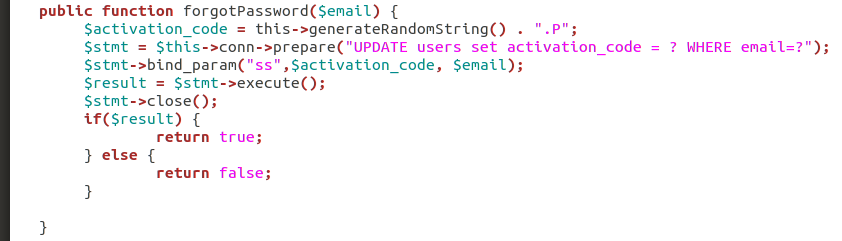 public function forgotPassword($email) {
$activation_code = this->generateRandomString() . ".P";
$stmt = $this->conn->prepare("UPDATE users set activation_code = ? WHERE email=?");
$stmt->bind_param("ss",$activation_code, $email);
$result = $stmt->execute();
$stmt->close();
if($result) {
return true;
} else {
return false;
}
}